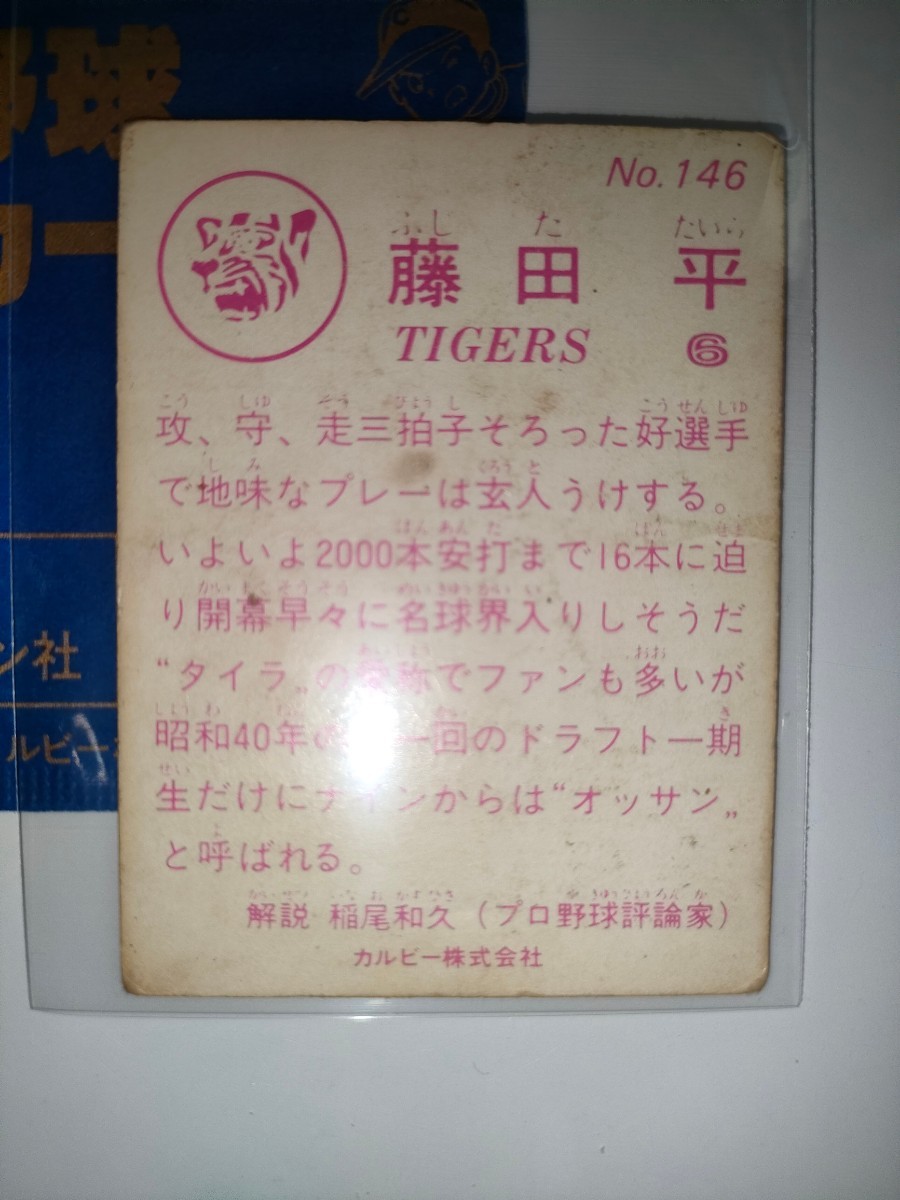 球
カー
C
No. 146
ふじ た たいら
藤田 平
TIGERS ⑥
攻、守、走三拍子そろった好選手
で地味なプレーは玄人うけする。
いよいよ2000本安打まで16本に迫
り開幕早々に名球界入りしそうだ
“タイラ„の愛称でファンも多いが
昭和40年の 一回のドラフト一期
生だけにナインからは“オッサン„
と呼ばれる。
解説 稲尾和久(プロ野球評論家)
カルビー株式会社
ン社
ルビー